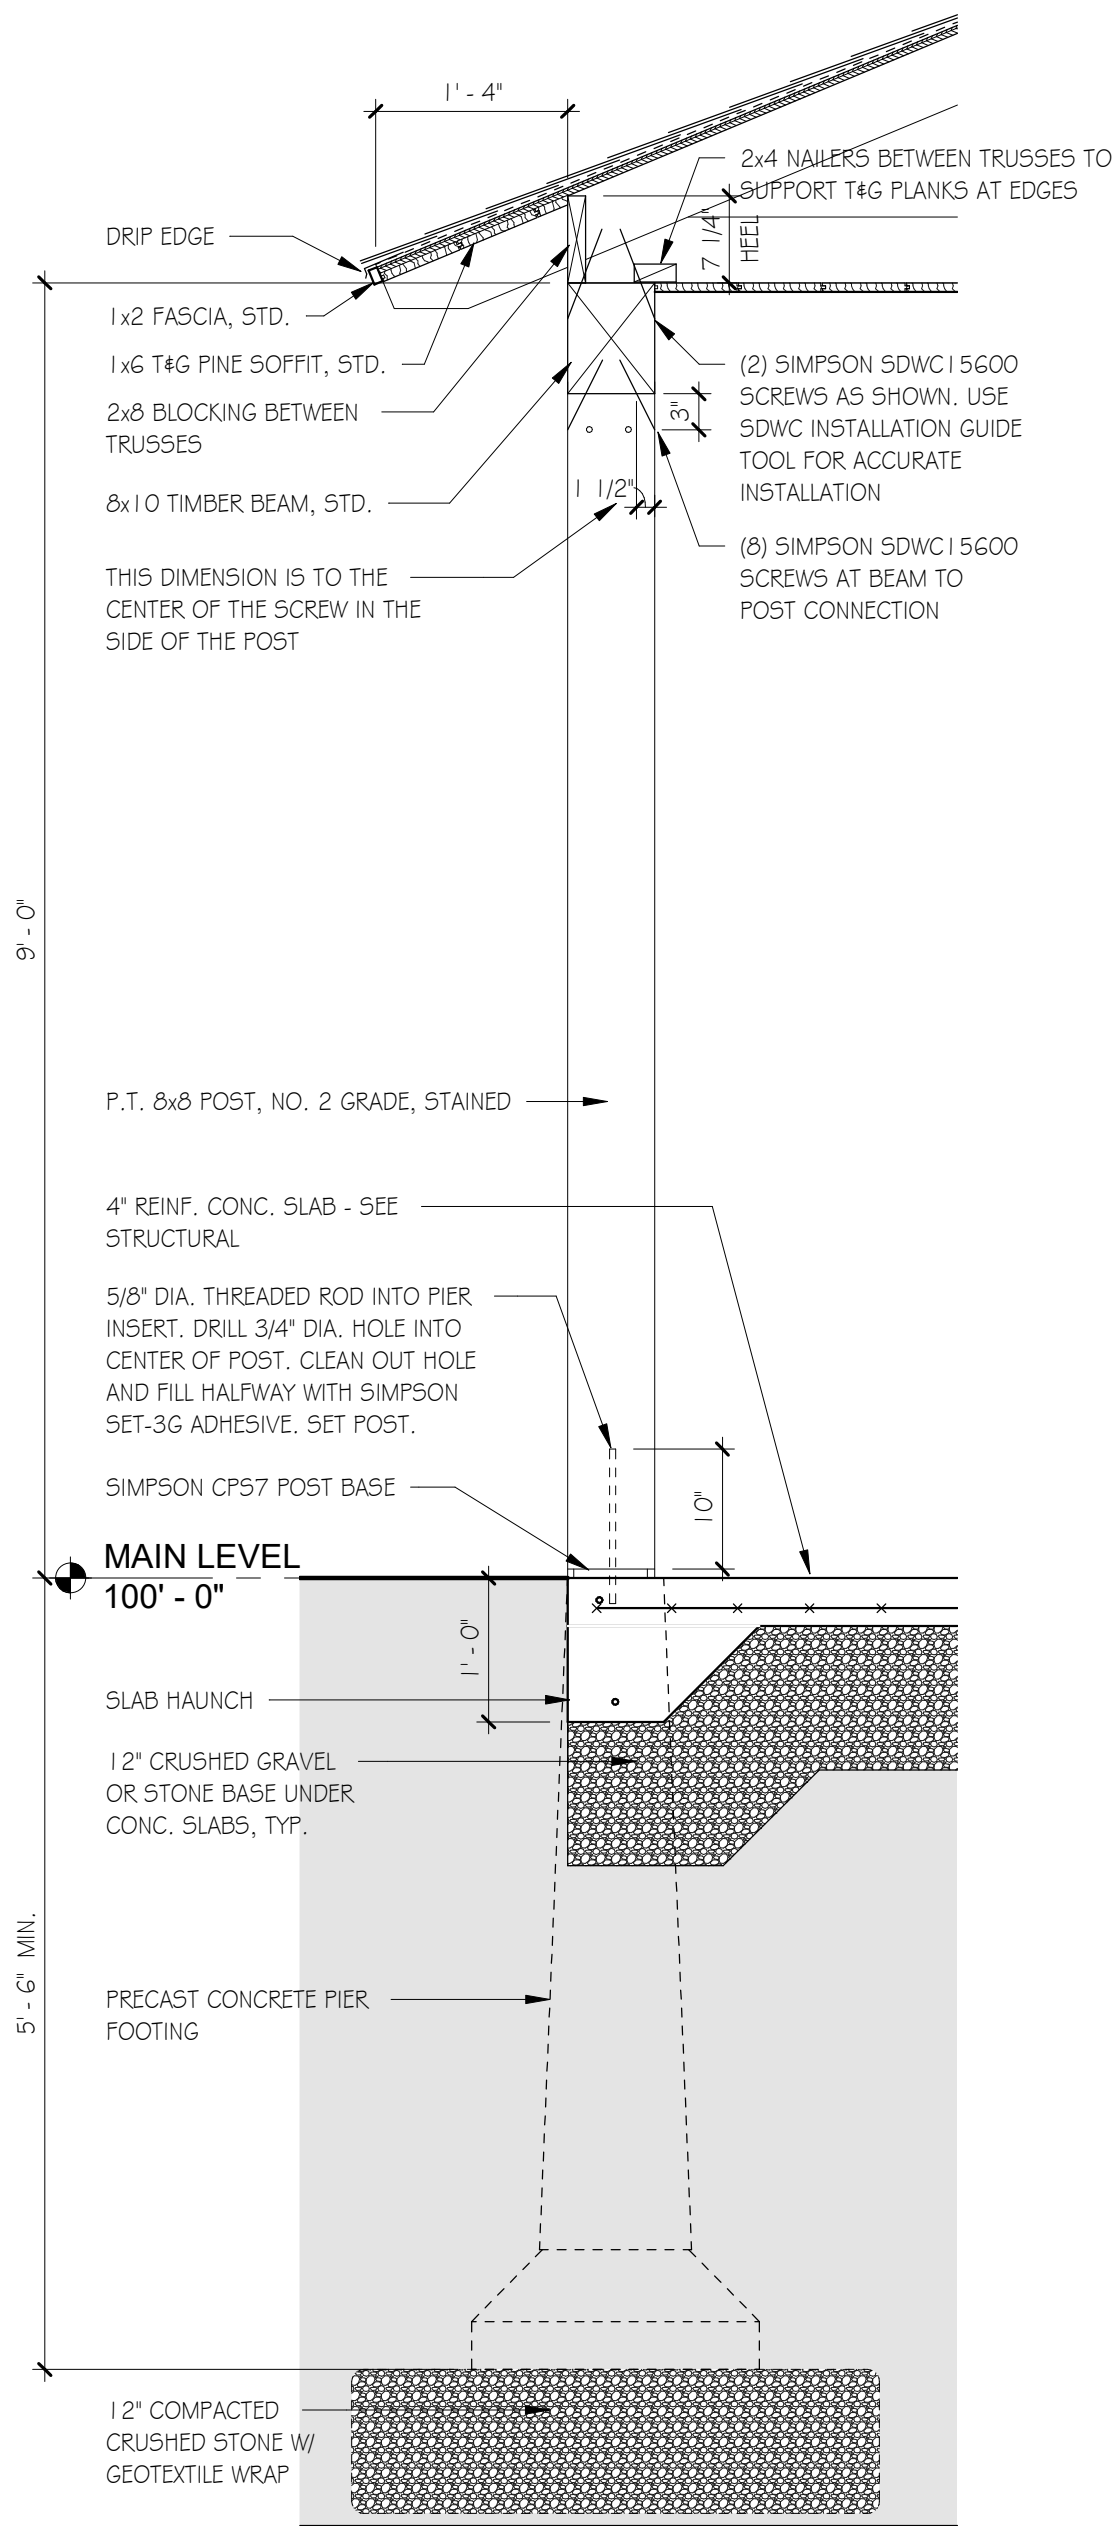 1' - 4"
2x4 NAILERS BETWEEN TRUSSES TO
SUPPORT T&G PLANKS AT EDGES
7 1/4"
HEEL
DRIP EDGE
1x2 FASCIA, STD.
1x6 T&G PINE SOFFIT, STD.
2x8 BLOCKING BETWEEN
TRUSSES
8x10 TIMBER BEAM, STD.
THIS DIMENSION IS TO THE
CENTER OF THE SCREW IN THE
SIDE OF THE POST
(2) SIMPSON SDWC15600
SCREWS AS SHOWN. USE
SDWC INSTALLATION GUIDE
TOOL FOR ACCURATE
INSTALLATION
3"
1 1/2"
(8) SIMPSON SDWC15600
SCREWS AT BEAM TO
POST CONNECTION
9' - 0"
P.T. 8x8 POST, NO. 2 GRADE, STAINED
4" REINF. CONC. SLAB - SEE
STRUCTURAL
5/8" DIA. THREADED ROD INTO PIER
INSERT. DRILL 3/4" DIA. HOLE INTO
CENTER OF POST. CLEAN OUT HOLE
AND FILL HALFWAY WITH SIMPSON
SET-3G ADHESIVE. SET POST.
SIMPSON CPS7 POST BASE
10"
MAIN LEVEL
100' - 0"
1' - 0"
SLAB HAUNCH
12" CRUSHED GRAVEL
OR STONE BASE UNDER
CONC. SLABS, TYP.
5' - 6" MIN.
PRECAST CONCRETE PIER
FOOTING
12" COMPACTED
CRUSHED STONE W/
GEOTEXTILE WRAP